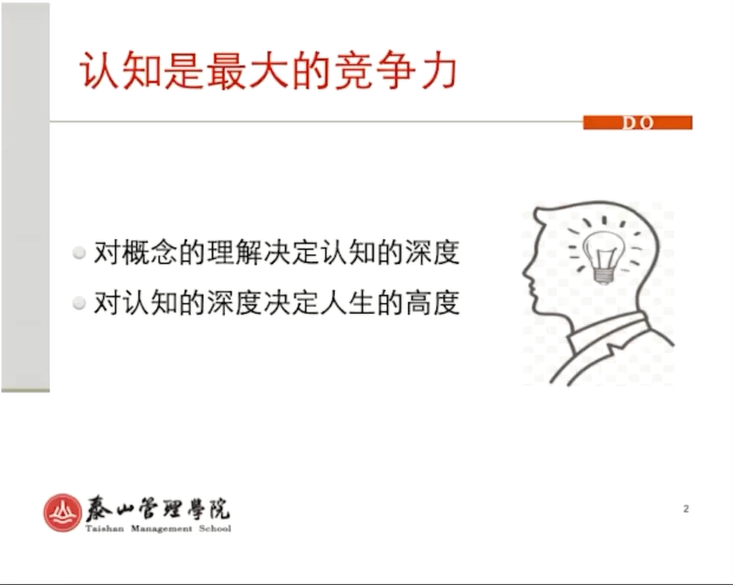 认知是最大的竞争力
DO
对概念的理解决定认知的深度
对认知的深度决定人生的高度
泰山管理學院
Taishan Management School
2